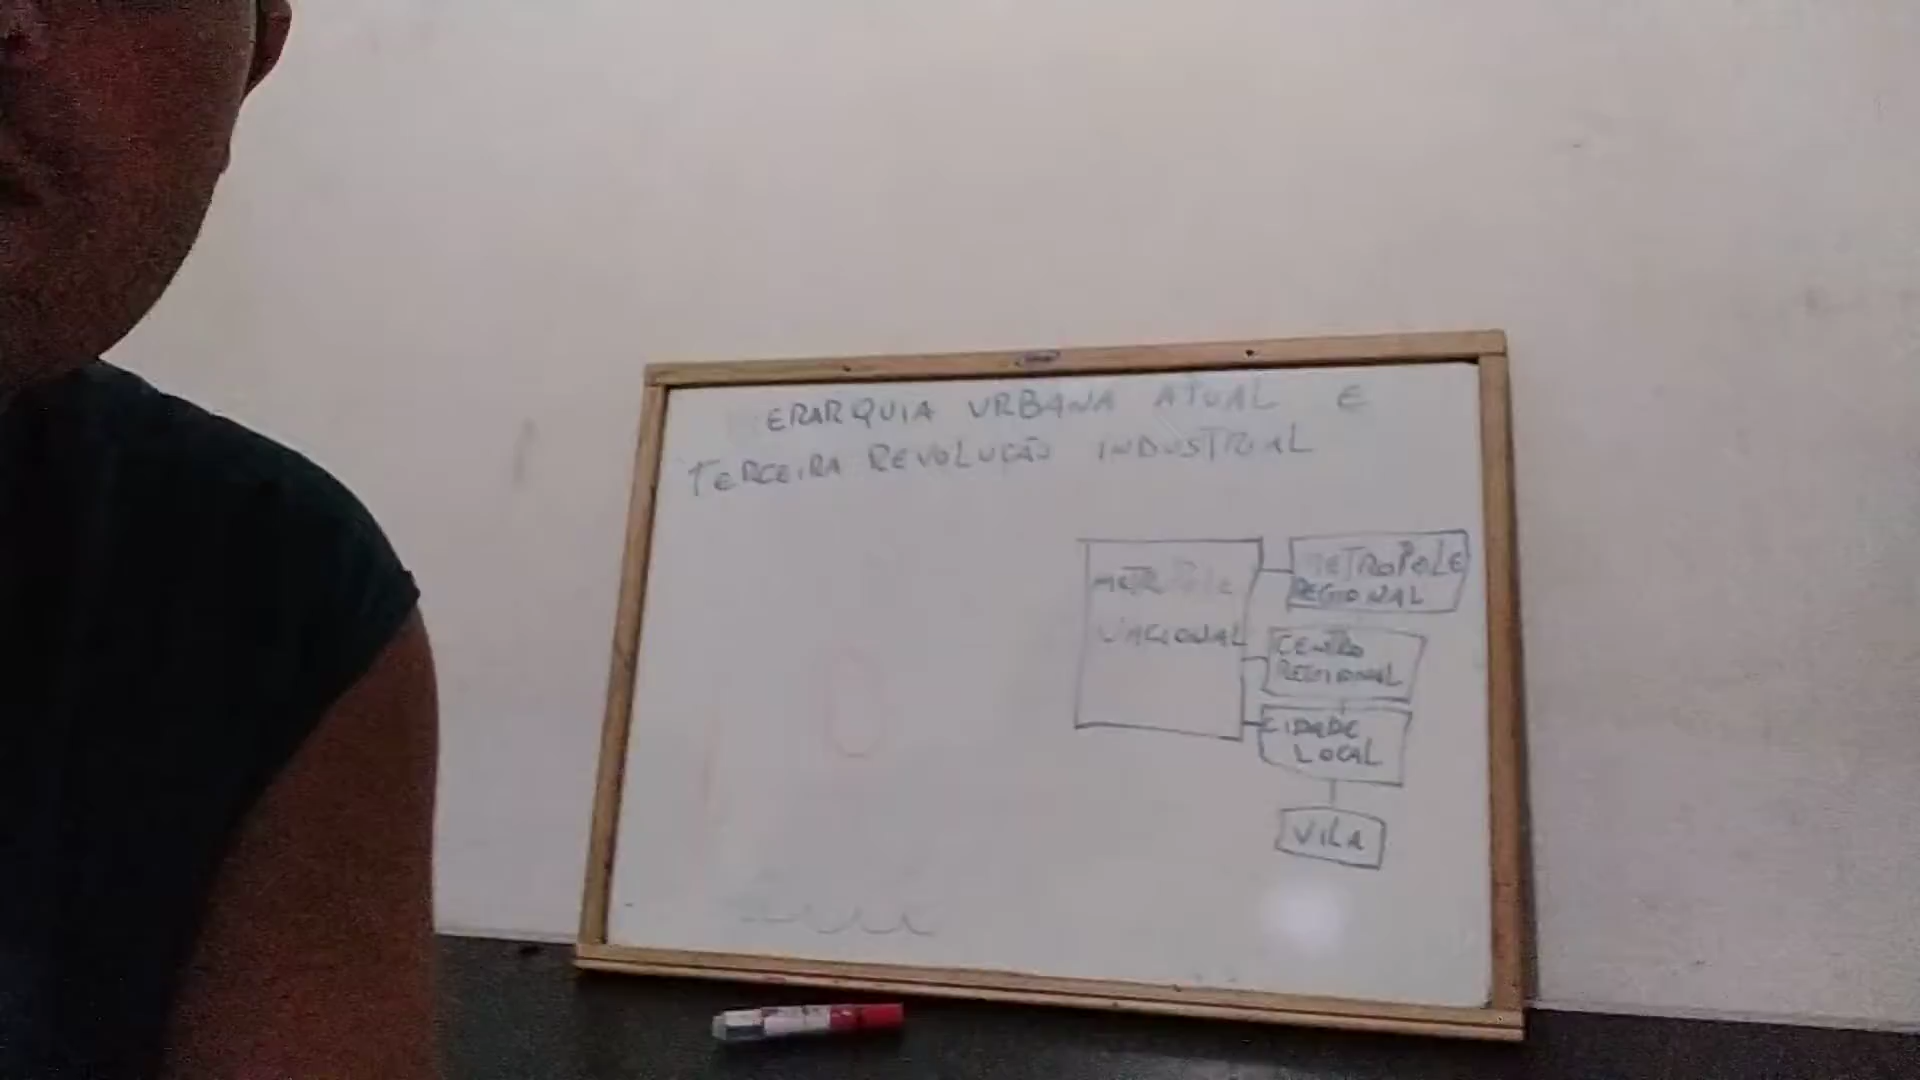 ERARQUIA URBANA ATUAL E
TERCEIRA REVOLUÇÃO INDUSTRIAL
METROPOLE
NACIONAL
METROPOLE
REGIONAL
CENTRO
REGIONAL
CIDADE
LOCAL
VILA